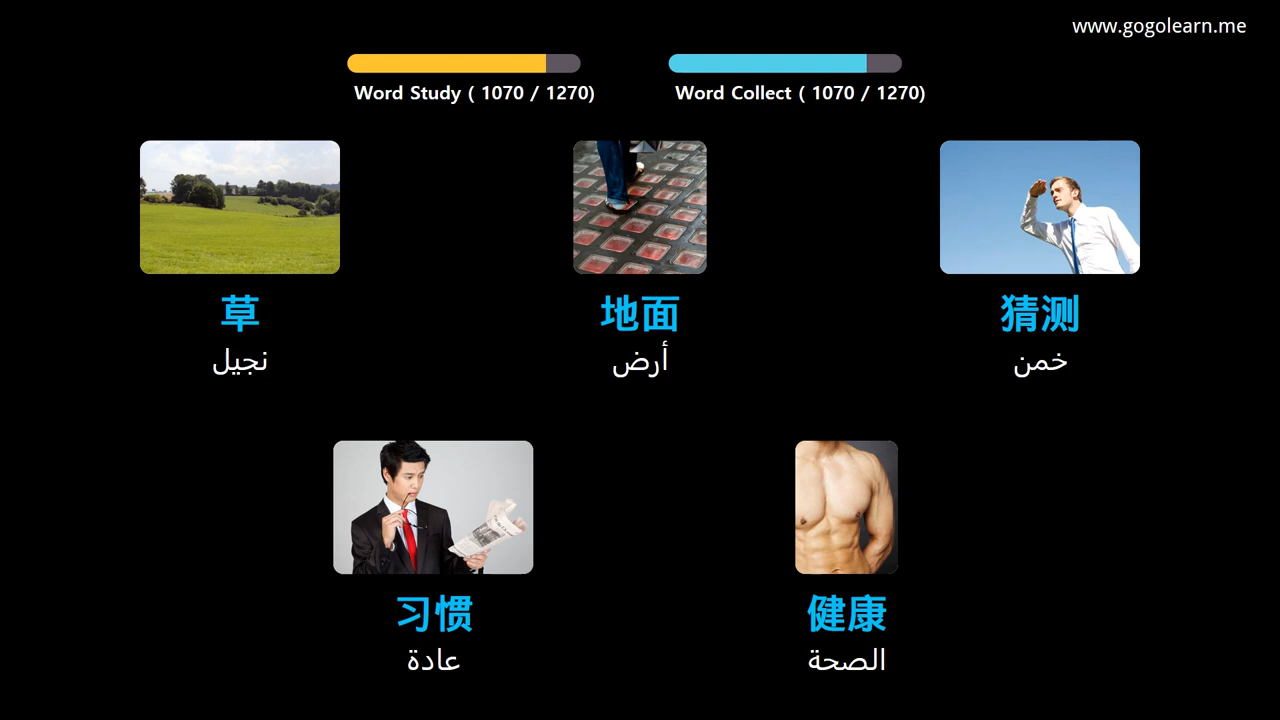 www.gogolearn.me
Word Study ( 1070 / 1270)
Word Collect ( 1070 / 1270)
草
نجيل
地面
أرض
猜测
خمن
习惯
عادة
健康
الصحة